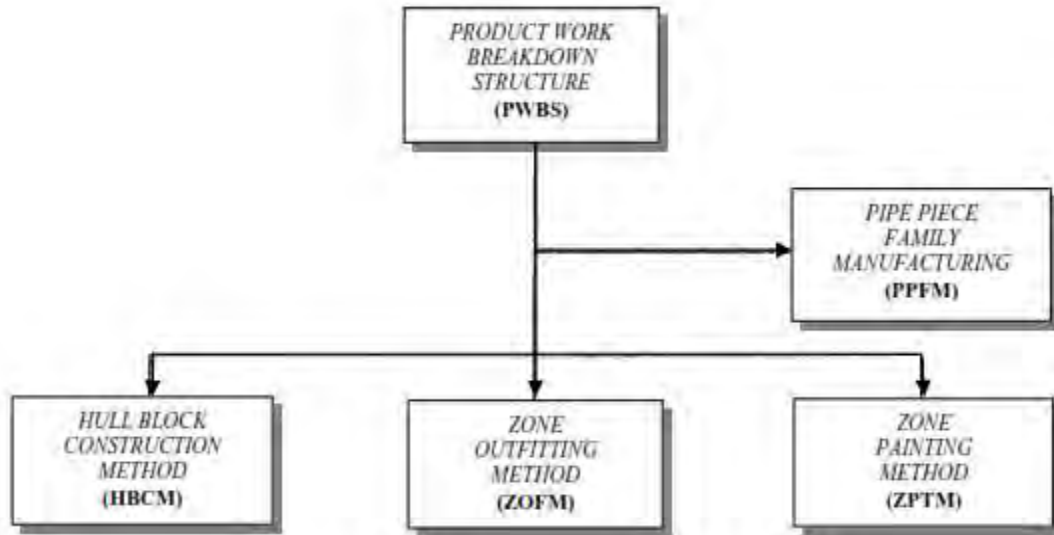 PRODUCT WORK
BREAKDOWN
STRUCTURE
(PWBS)
PIPE PIECE
FAMILY
MANUFACTURING
(PPFM)
HULL BLOCK
CONSTRUCTION
METHOD
(HBCM)
ZONE
OUTFITTING
METHOD
(ZOFM)
ZONE
PAINTING
METHOD
(ZPTM)